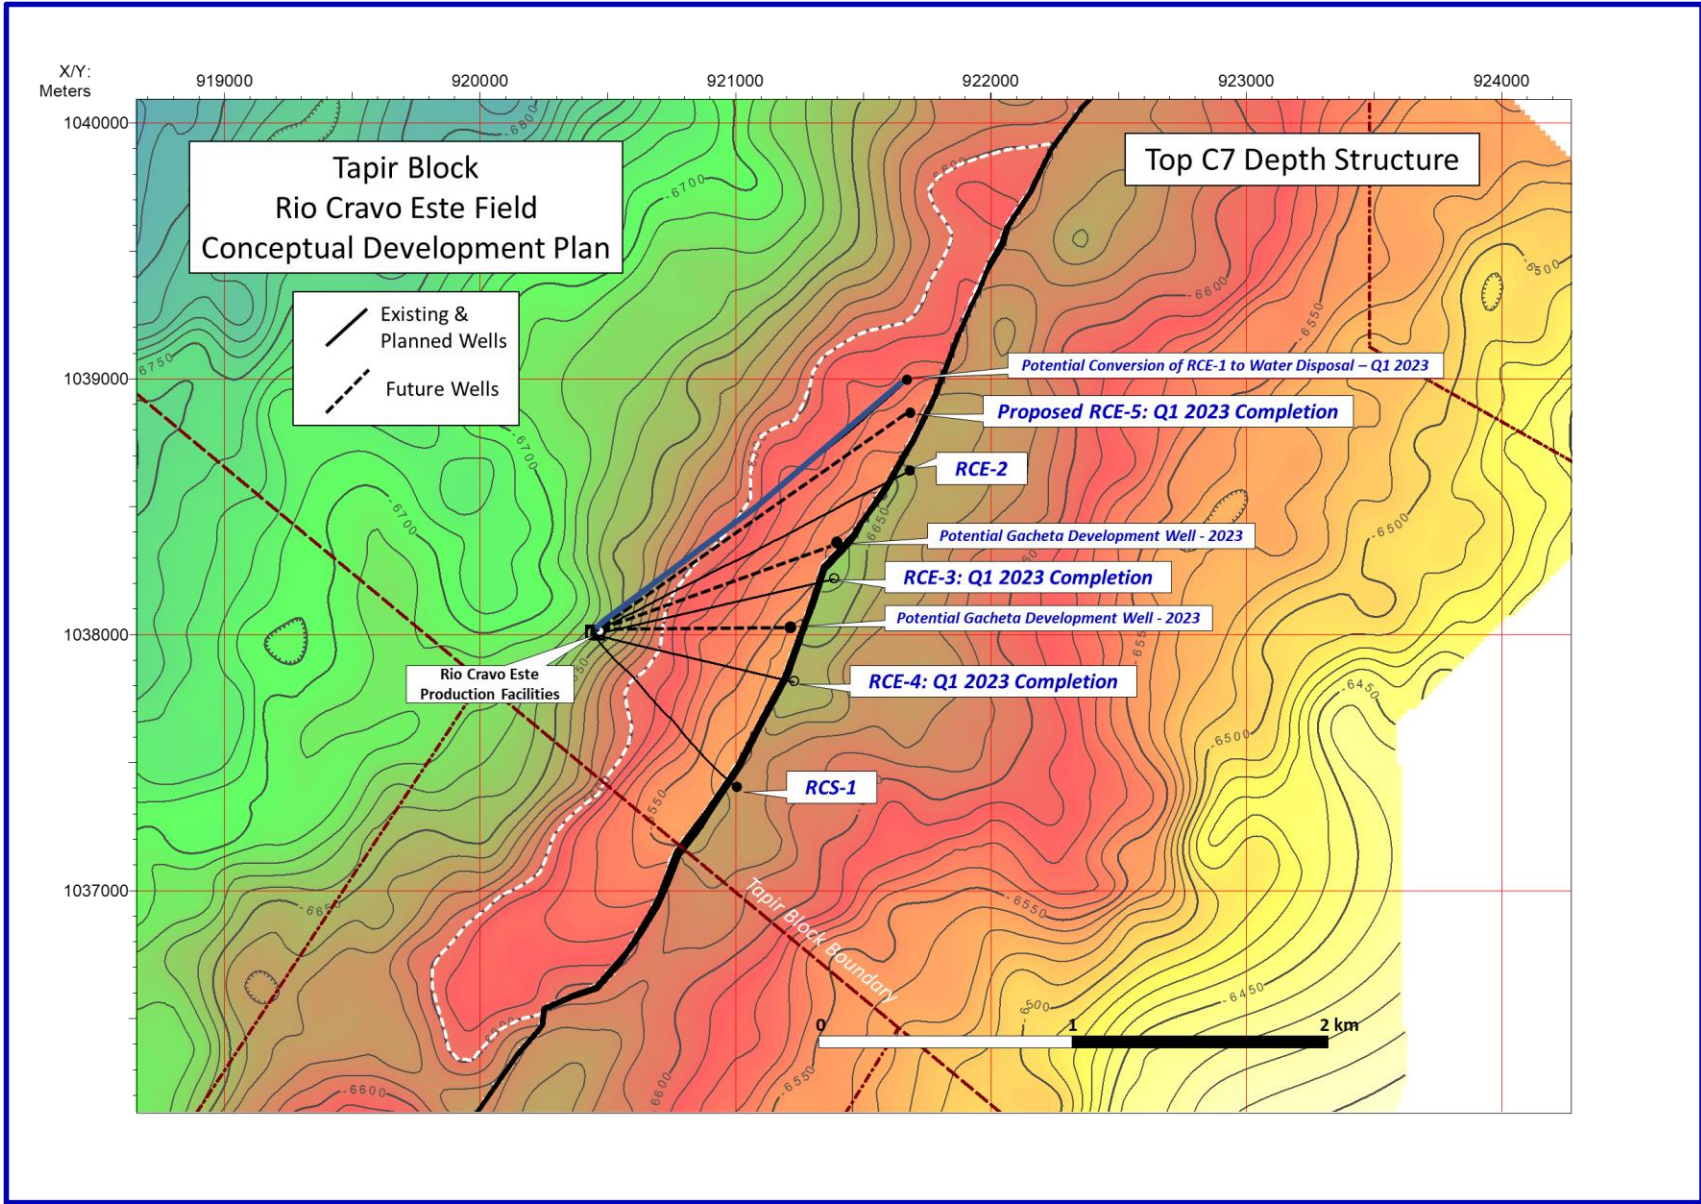 X/Y:
Meters
919000
920000
921000
922000
923000
924000
1040000
1039000
1038000
1037000
Tapir Block
Rio Cravo Este Field
Conceptual Development Plan
Top C7 Depth Structure
Existing &
Planned Wells
Future Wells
Potential Conversion of RCE-1 to Water Disposal – Q1 2023
Proposed RCE-5: Q1 2023 Completion
RCE-2
Potential Gacheta Development Well - 2023
RCE-3: Q1 2023 Completion
Potential Gacheta Development Well - 2023
RCE-4: Q1 2023 Completion
RCS-1
Rio Cravo Este
Production Facilities
Tapir Block Boundary
0
1
2 km
-6800
-6700
-6750
-6700
-6700
-6600
-6550
-6500
-6500
-6650
-6450
-6500
-6550
-6450
-6550
-6600
-6600